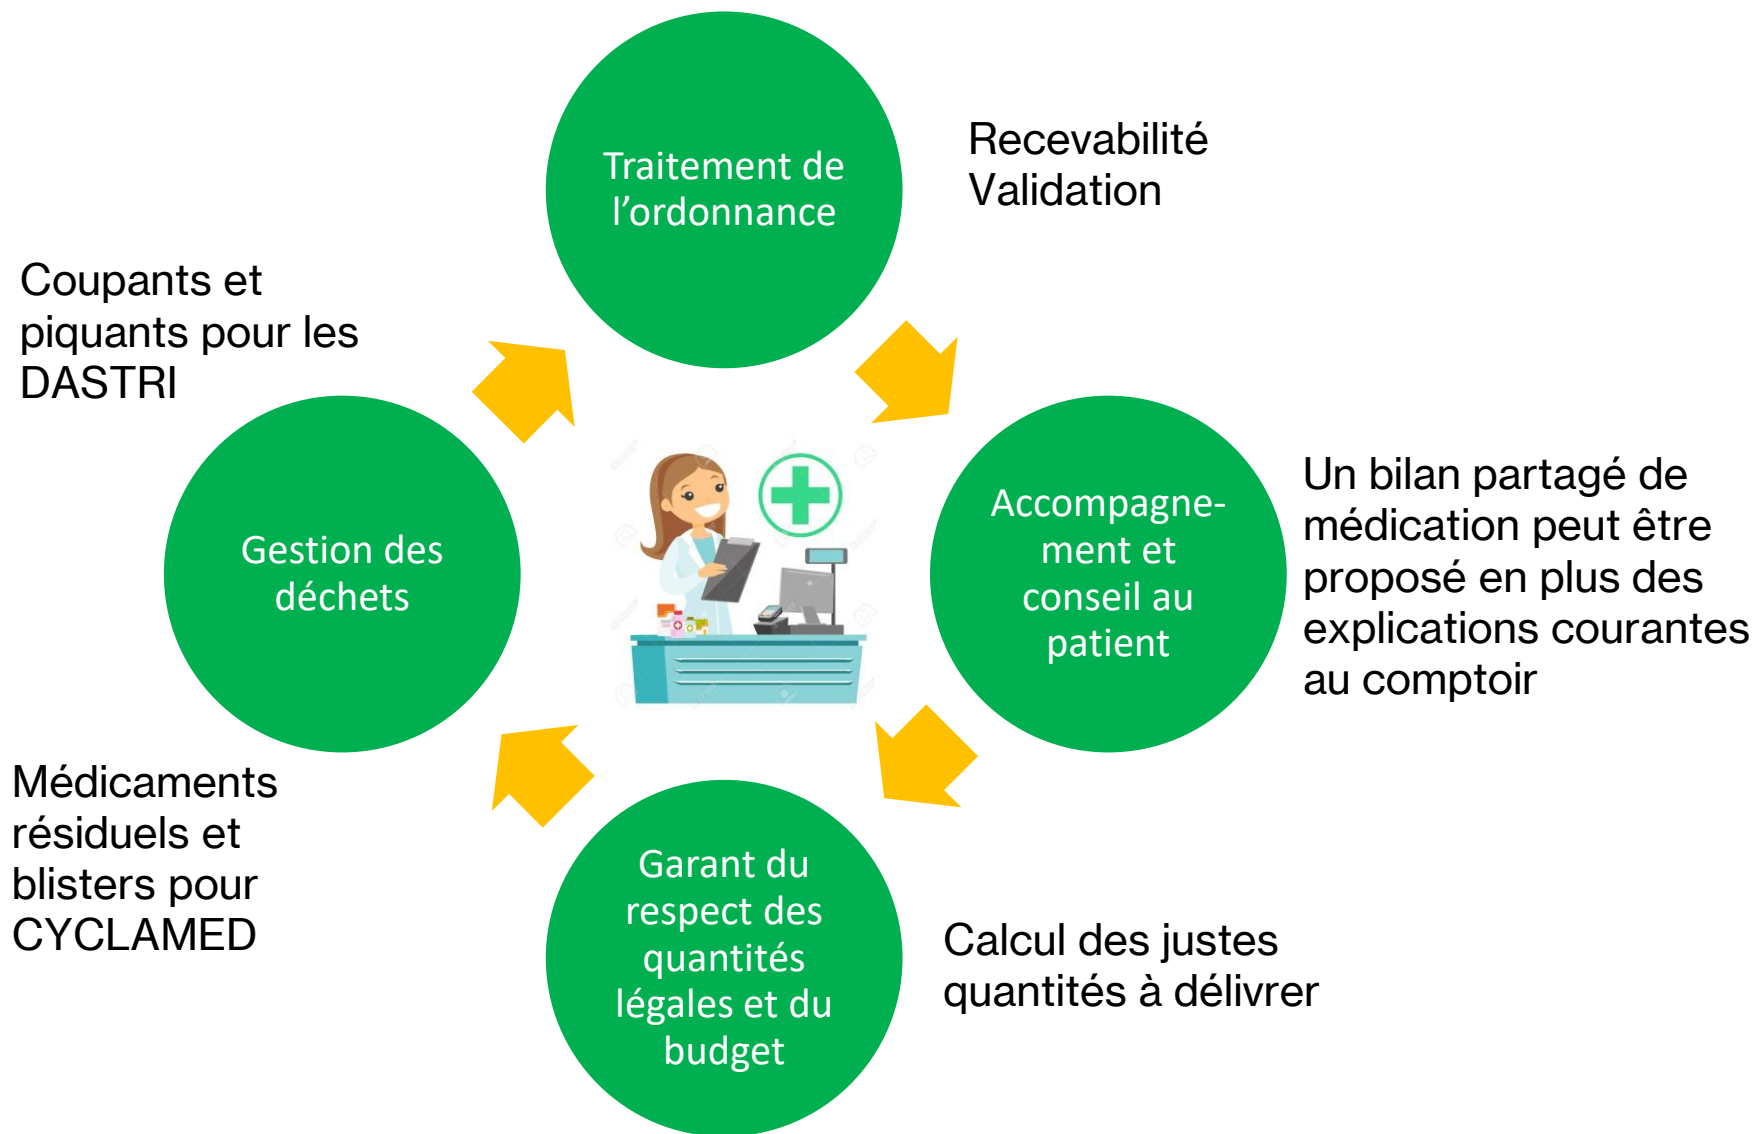 Traitement de
l’ordonnance
Recevabilité
Validation
Accompagne-
ment et
conseil au
patient
Un bilan partagé de
médication peut être
proposé en plus des
explications courantes
au comptoir
Garant du
respect des
quantités
légales et du
budget
Calcul des justes
quantités à délivrer
Gestion des
déchets
Médicaments
résiduels et
blisters pour
CYCLAMED
Coupants et
piquants pour les
DASTRI